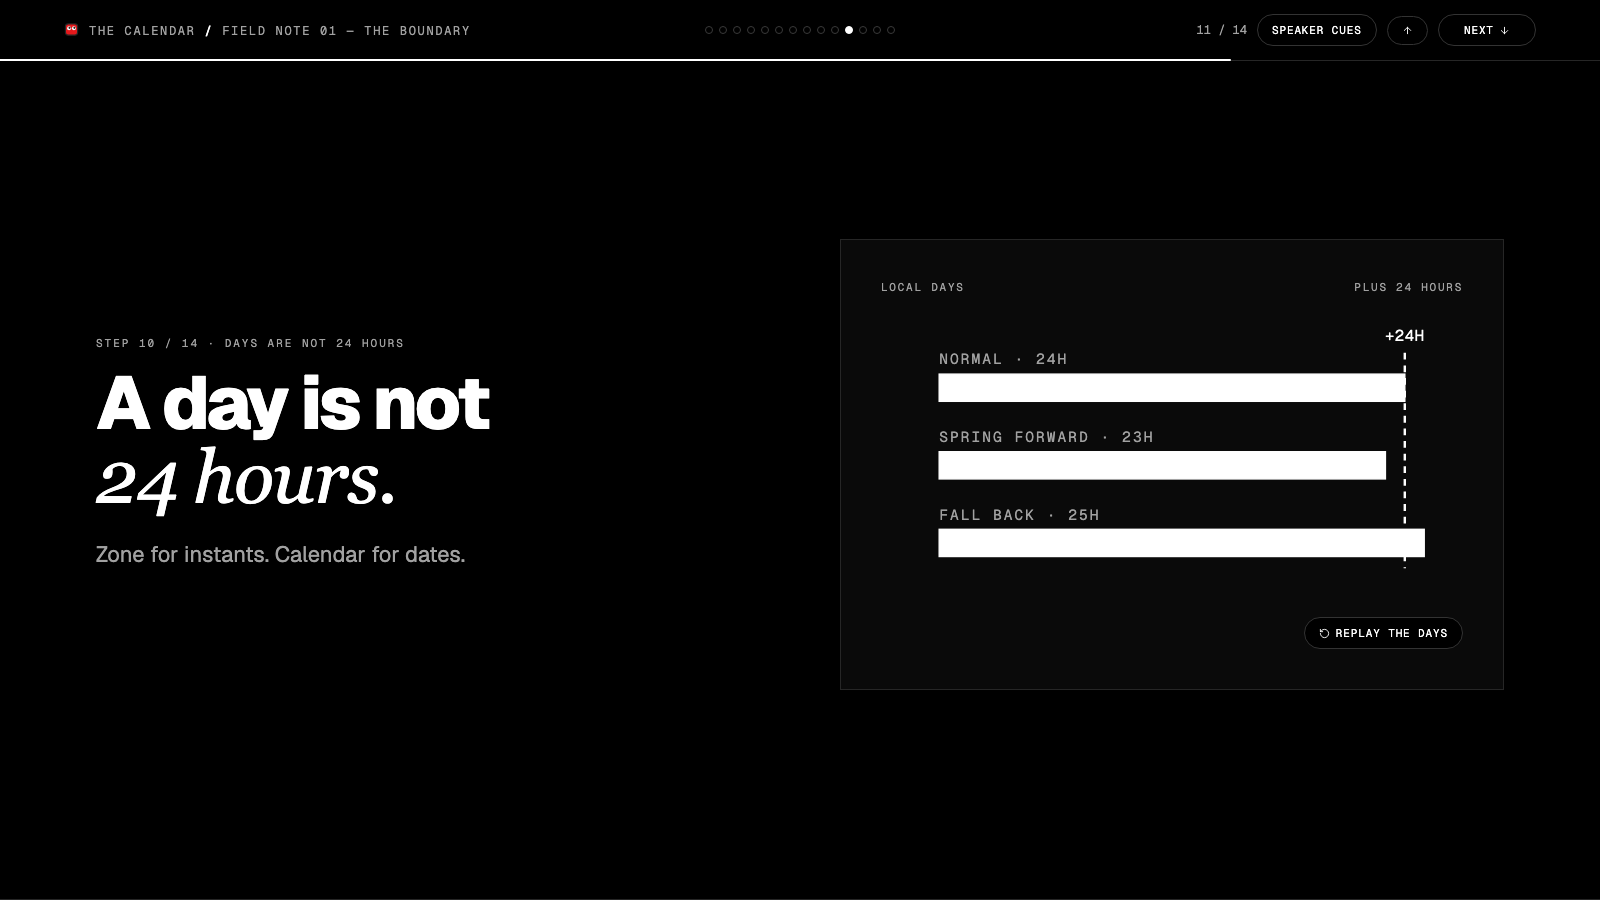 THE CALENDAR / FIELD NOTE 01 — THE BOUNDARY
11 / 14
SPEAKER CUES
↑
NEXT ↓
STEP 10 / 14 · DAYS ARE NOT 24 HOURS
A day is not
24 hours.
Zone for instants. Calendar for dates.
LOCAL DAYS
PLUS 24 HOURS
+24H
NORMAL · 24H
SPRING FORWARD · 23H
FALL BACK · 25H
REPLAY THE DAYS